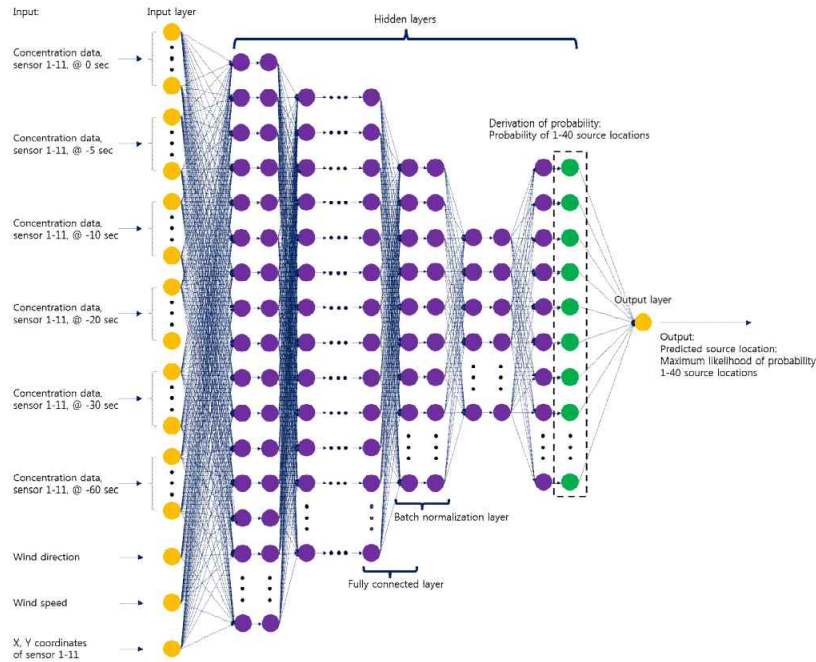 Input:
Input layer
Hidden layers
Concentration data,
sensor 1-11, @ 0 sec
Concentration data,
sensor 1-11, @ -5 sec
Concentration data,
sensor 1-11, @ -10 sec
Concentration data,
sensor 1-11, @ -20 sec
Concentration data,
sensor 1-11, @ -30 sec
Concentration data,
sensor 1-11, @ -60 sec
Wind direction
Wind speed
X, Y coordinates
of sensor 1-11
Derivation of probability:
Probability of 1-40 source locations
Output layer
Output:
Predicted source location:
Maximum likelihood of probability
1-40 source locations
Batch normalization layer
Fully connected layer